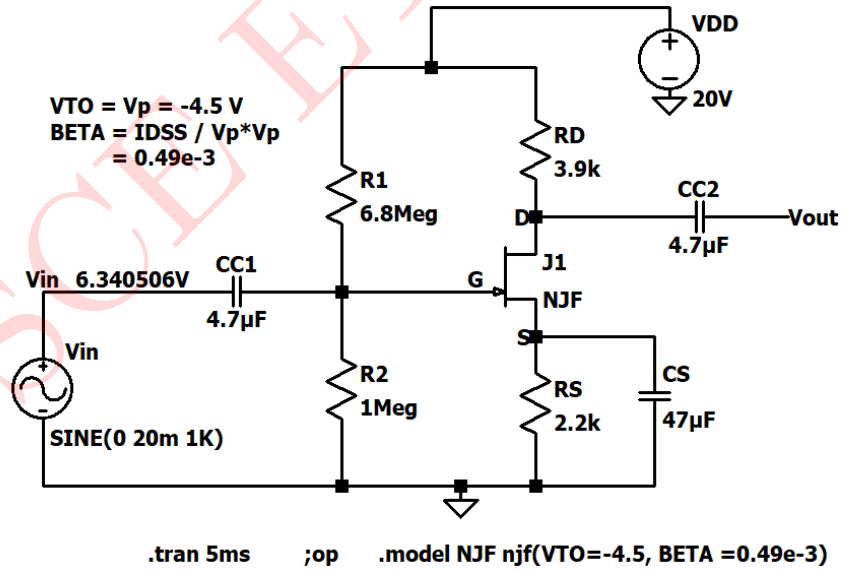 VDD
20V
VTO = Vp = -4.5 V
BETA = IDSS / Vp*Vp
= 0.49e-3
RD
3.9k
R1
6.8Meg
CC2
4.7µF
D
Vout
Vin 6.340506V
CC1
4.7µF
G
J1
NJF
S
Vin
SINE(0 20m 1K)
R2
1Meg
RS
2.2k
CS
47µF
.tran 5ms ;op .model NJF njf(VTO=-4.5, BETA =0.49e-3)
SCE